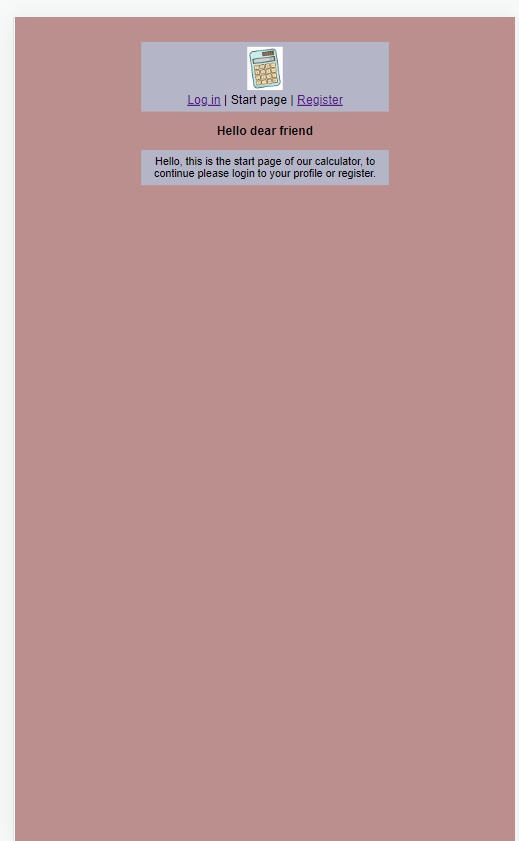 Log in | Start page | Register
Hello dear friend
Hello, this is the start page of our calculator, to
continue please login to your profile or register.